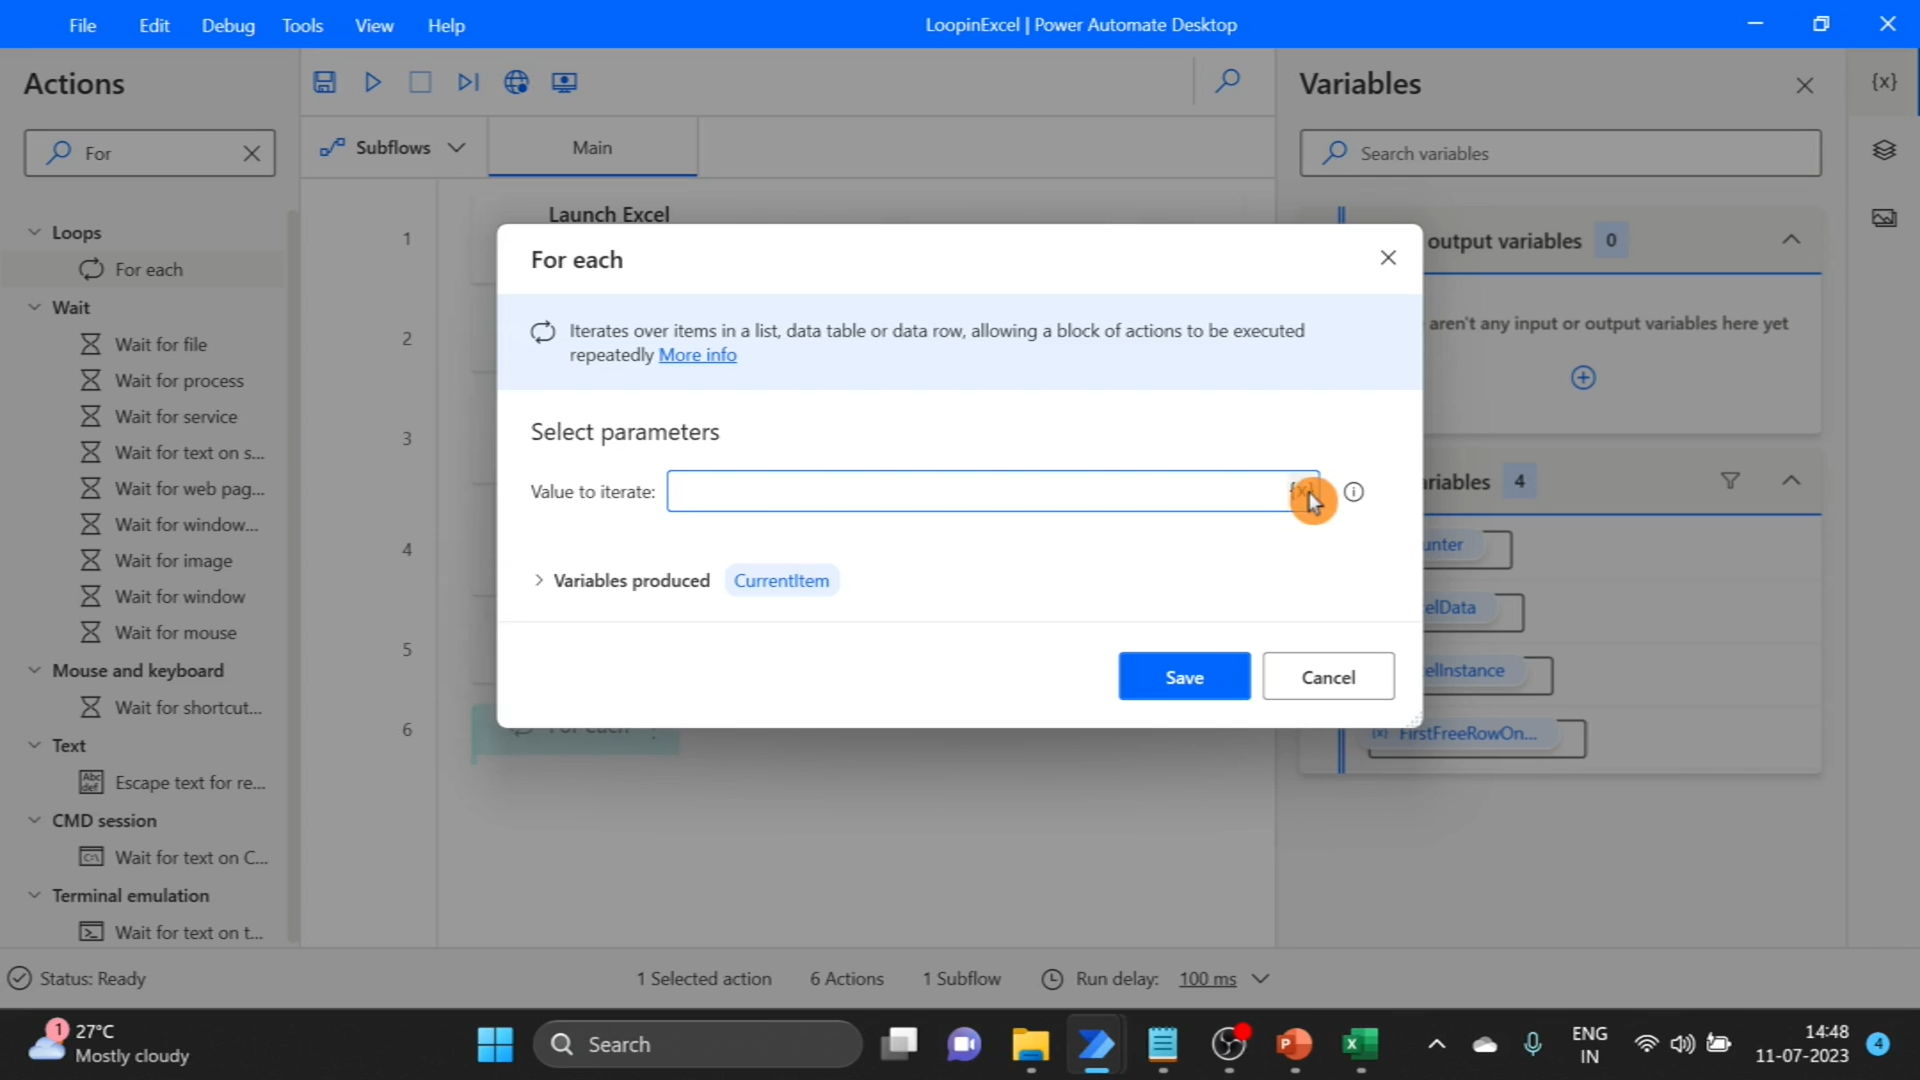 File Edit Debug Tools View Help
LoopinExcel | Power Automate Desktop
Actions
For
Loops
For each
Wait
Wait for file
Wait for process
Wait for service
Wait for text on s...
Wait for web pag...
Wait for window...
Wait for image
Wait for window
Wait for mouse
Mouse and keyboard
Wait for shortcut...
Text
Escape text for re...
CMD session
Wait for text on C...
Terminal emulation
Wait for text on t...
Subflows
Main
1
Launch Excel
2
3
4
5
6
For each
For each
Iterates over items in a list, data table or data row, allowing a block of actions to be executed
repeatedly More info
Select parameters
Value to iterate:
{x}
Variables produced CurrentItem
Save
Cancel
Variables
{x}
Search variables
output variables 0
aren't any input or output variables here yet
riables 4
unter
elData
elInstance
{x} FirstFreeRowOn...
Status: Ready
1 Selected action
6 Actions
1 Subflow
Run delay: 100 ms
1
27°C
Mostly cloudy
Search
ENG
IN
14:48
11-07-2023
4